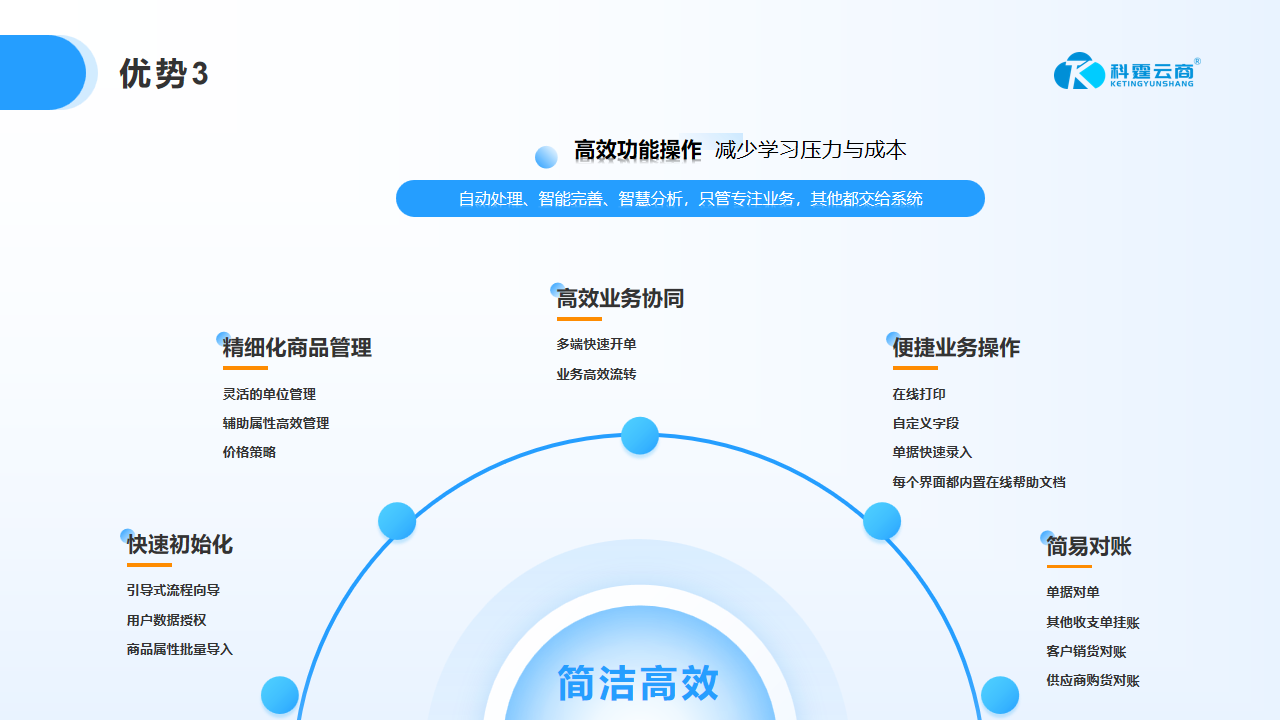 优势3
科霆云商®
KETINGYUNSHANG
高效功能操作 减少学习压力与成本
自动处理、智能完善、智慧分析，只管专注业务，其他都交给系统
高效业务协同
多端快速开单
业务高效流转
精细化商品管理
灵活的单位管理
辅助属性高效管理
价格策略
便捷业务操作
在线打印
自定义字段
单据快速录入
每个界面都内置在线帮助文档
快速初始化
引导式流程向导
用户数据授权
商品属性批量导入
简易对账
单据对单
其他收支单挂账
客户销货对账
供应商购货对账
简洁高效